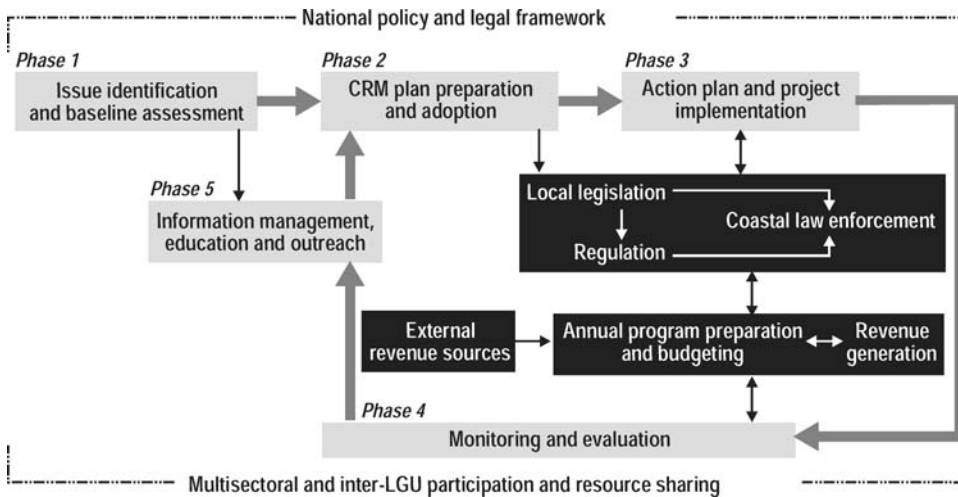 National policy and legal framework
Phase 1
Issue identification
and baseline assessment
Phase 2
CRM plan preparation
and adoption
Phase 3
Action plan and project
implementation
Phase 5
Information management,
education and outreach
Local legislation
Coastal law enforcement
Regulation
External
revenue sources
Annual program preparation
and budgeting
Revenue
generation
Phase 4
Monitoring and evaluation
Multisectoral and inter-LGU participation and resource sharing